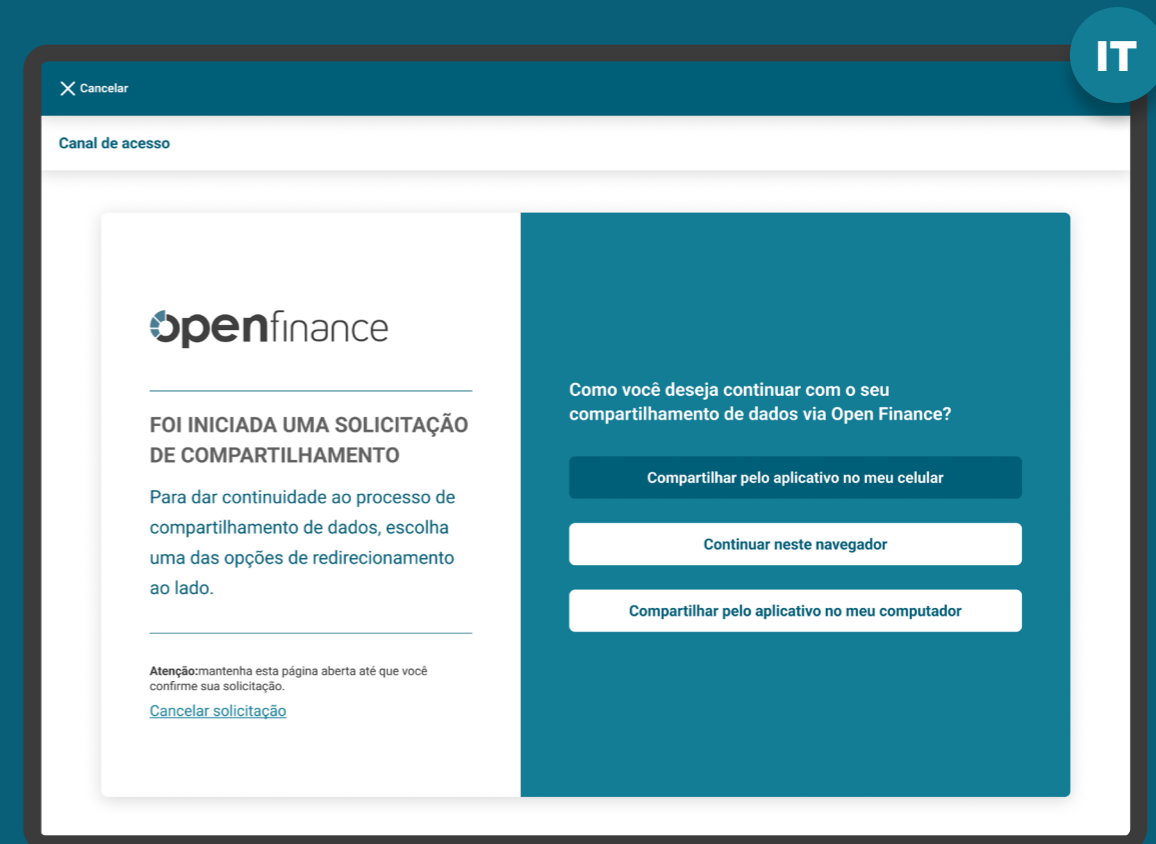 IT
Cancelar
Canal de acesso
openfinance
FOI INICIADA UMA SOLICITAÇÃO
DE COMPARTILHAMENTO
Para dar continuidade ao processo de
compartilhamento de dados, escolha
uma das opções de redirecionamento
ao lado.
Atenção:mantenha esta página aberta até que você
confirme sua solicitação.
Cancelar solicitação
Como você deseja continuar com o seu
compartilhamento de dados via Open Finance?
Compartilhar pelo aplicativo no meu celular
Continuar neste navegador
Compartilhar pelo aplicativo no meu computador